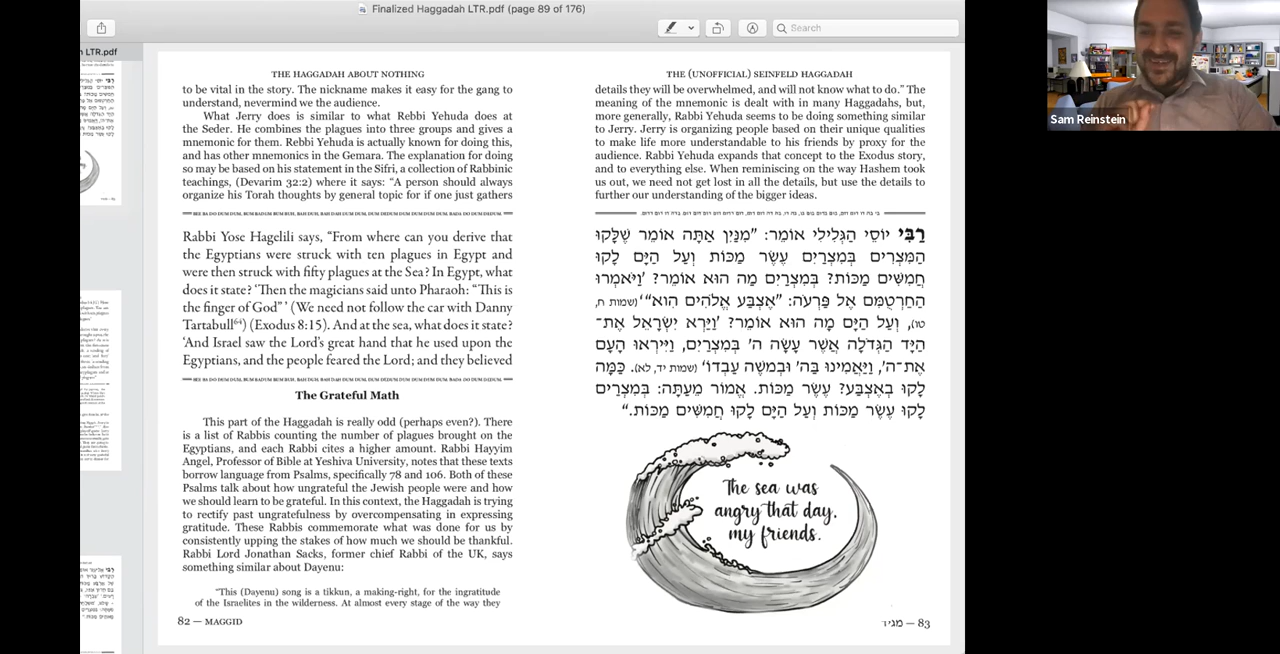 Finalized Haggadah LTR.pdf (page 89 of 176)
Search
LTR.pdf
Sam Reinstein
THE HAGGADAH ABOUT NOTHING
to be vital in the story. The nickname makes it easy for the gang to
understand, nevermind we the audience.
What Jerry does is similar to what Rebbi Yehuda does at
the Seder. He combines the plagues into three groups and gives a
mnemonic for them. Rebbi Yehuda is actually known for doing this,
and has other mnemonics in the Gemara. The explanation for doing
so may be based on his statement in the Sifri, a collection of Rabbinic
teachings, (Devarim 32:2) where it says: “A person should always
organize his Torah thoughts by general topic for if one just gathers
Rabbi Yose Hagelili says, “From where can you derive that
the Egyptians were struck with ten plagues in Egypt and
were then struck with fifty plagues at the Sea? In Egypt, what
does it state? ‘Then the magicians said unto Pharaoh: “This is
the finger of God” ’ (We need not follow the car with Danny
Tartabull⁶⁴) (Exodus 8:15). And at the sea, what does it state?
‘And Israel saw the Lord’s great hand that he used upon the
Egyptians, and the people feared the Lord; and they believed
The Grateful Math
This part of the Haggadah is really odd (perhaps even?). There
is a list of Rabbis counting the number of plagues brought on the
Egyptians, and each Rabbi cites a higher amount. Rabbi Hayyim
Angel, Professor of Bible at Yeshiva University, notes that these texts
borrow language from Psalms, specifically 78 and 106. Both of these
Psalms talk about how ungrateful the Jewish people were and how
we should learn to be grateful. In this context, the Haggadah is trying
to rectify past ungratefulness by overcompensating in expressing
gratitude. These Rabbis commemorate what was done for us by
consistently upping the stakes of how much we should be thankful.
Rabbi Lord Jonathan Sacks, former chief Rabbi of the UK, says
something similar about Dayenu:
“This (Dayenu) song is a tikkun, a making-right, for the ingratitude
of the Israelites in the wilderness. At almost every stage of the way they
82 — MAGGID
THE (UNOFFICIAL) SEINFELD HAGGADAH
details they will be overwhelmed, and will not know what to do.” The
meaning of the mnemonic is dealt with in many Haggadahs, but,
more generally, Rabbi Yehuda seems to be doing something similar
to Jerry. Jerry is organizing people based on their unique qualities
to make life more understandable to his friends by proxy for the
audience. Rabbi Yehuda expands that concept to the Exodus story,
and to everything else. When reminiscing on the way Hashem took
us out, we need not get lost in all the details, but use the details to
further our understanding of the bigger ideas.
רַבִּי יוֹסֵי הַגְּלִילִי אוֹמֵר: "מִנַּיִן אַתָּה אוֹמֵר שֶׁלָּקוּ
הַמִּצְרִים בְּמִצְרַיִם עֶשֶׂר מַכּוֹת וְעַל הַיָּם לָקוּ
חֲמִשִּׁים מַכּוֹת? בְּמִצְרַיִם מַה הוּא אוֹמֵר? 'וַיֹּאמְרוּ
הַחַרְטֻמִּם אֶל פַּרְעֹה: "אֶצְבַּע אֱלֹהִים הוּא"' (שמות ח,
טו), וְעַל הַיָּם מָה הוּא אוֹמֵר? 'וַיַּרְא יִשְׂרָאֵל אֶת־
הַיָּד הַגְּדֹלָה אֲשֶׁר עָשָׂה ה' בְּמִצְרַיִם, וַיִּירְאוּ הָעָם
אֶת־ה', וַיַּאֲמִינוּ בַּה' וּבְמֹשֶׁה עַבְדּוֹ' (שמות יד, לא). כַּמָּה
לָקוּ בְאֶצְבַּע? עֶשֶׂר מַכּוֹת. אֱמוֹר מֵעַתָּה: בְּמִצְרַיִם
לָקוּ עֶשֶׂר מַכּוֹת וְעַל הַיָּם לָקוּ חֲמִשִּׁים מַכּוֹת."
The sea was
angry that day,
my friends.
מגיד — 83